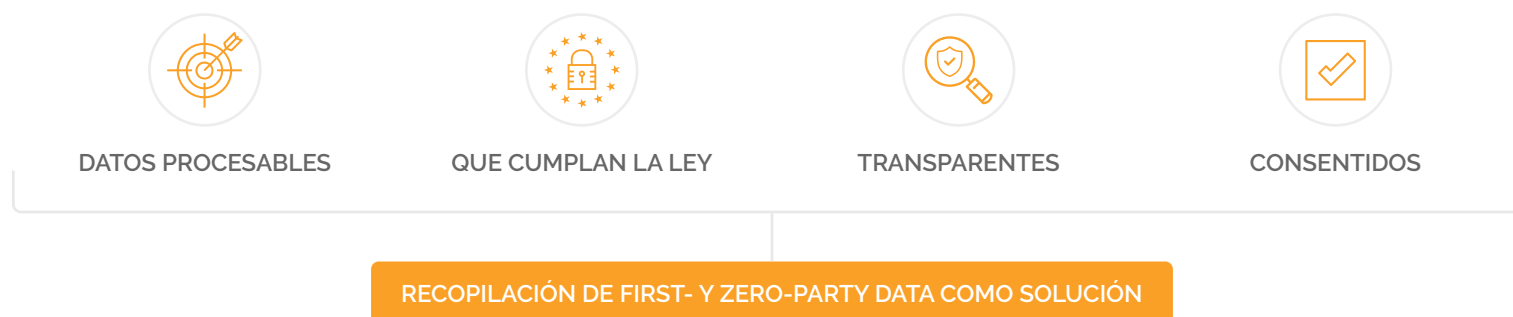 DATOS PROCESABLES
QUE CUMPLAN LA LEY
TRANSPARENTES
CONSENTIDOS
RECOPILACIÓN DE FIRST- Y ZERO-PARTY DATA COMO SOLUCIÓN